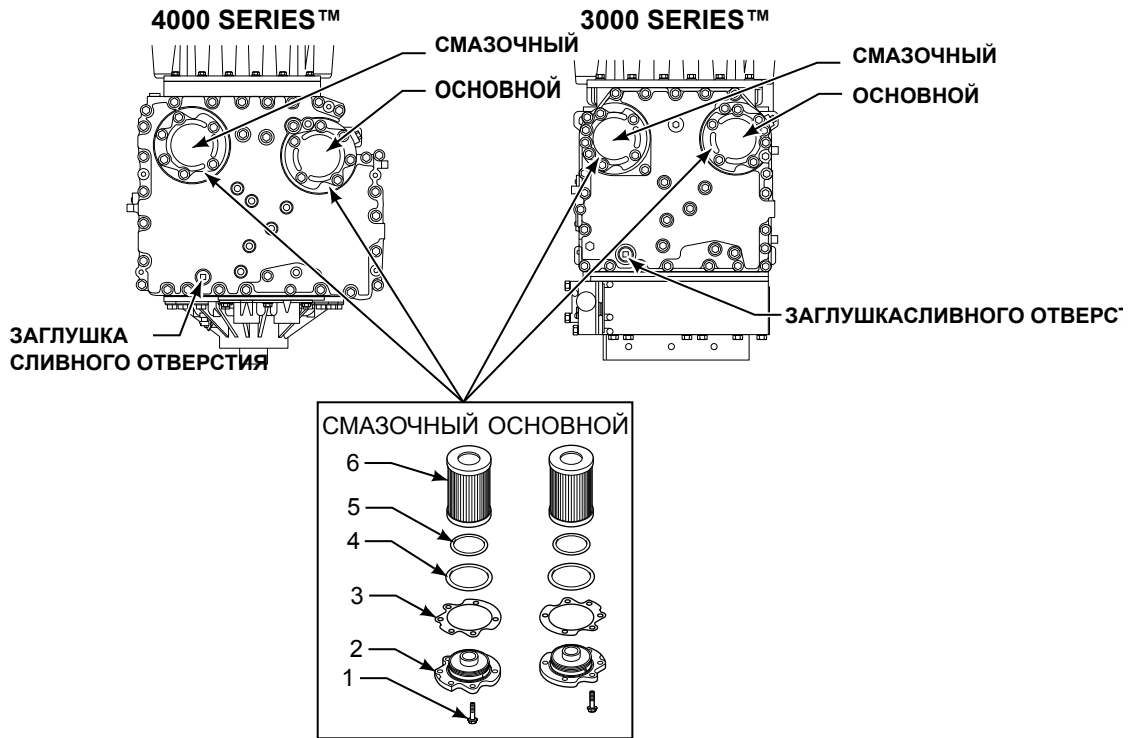 4000 SERIES™
СМАЗОЧНЫЙ
ОСНОВНОЙ
ЗАГЛУШКА
СЛИВНОГО ОТВЕРСТИЯ
3000 SERIES™
СМАЗОЧНЫЙ
ОСНОВНОЙ
ЗАГЛУШКАСЛИВНОГО ОТВЕРСТ
СМАЗОЧНЫЙ ОСНОВНОЙ
6
5
4
3
2
1